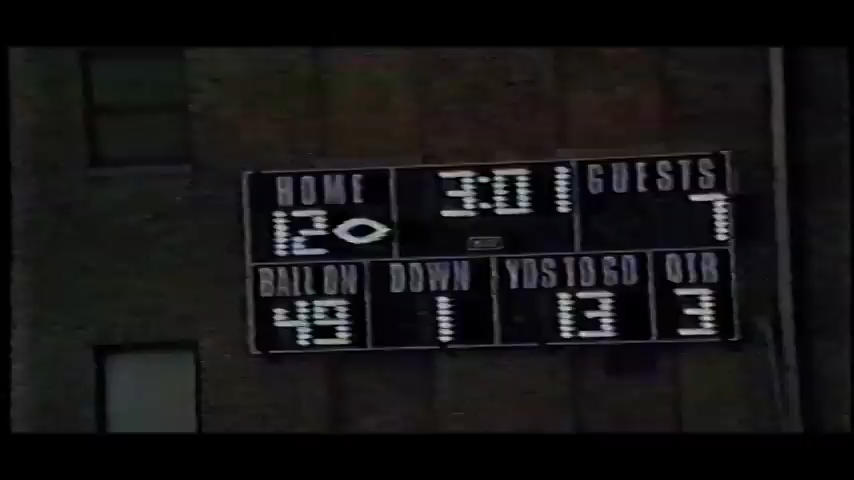 HOME 3:01 GUESTS
12 7
BALL ON DOWN YDS TO GO QTR
49 1 13 3